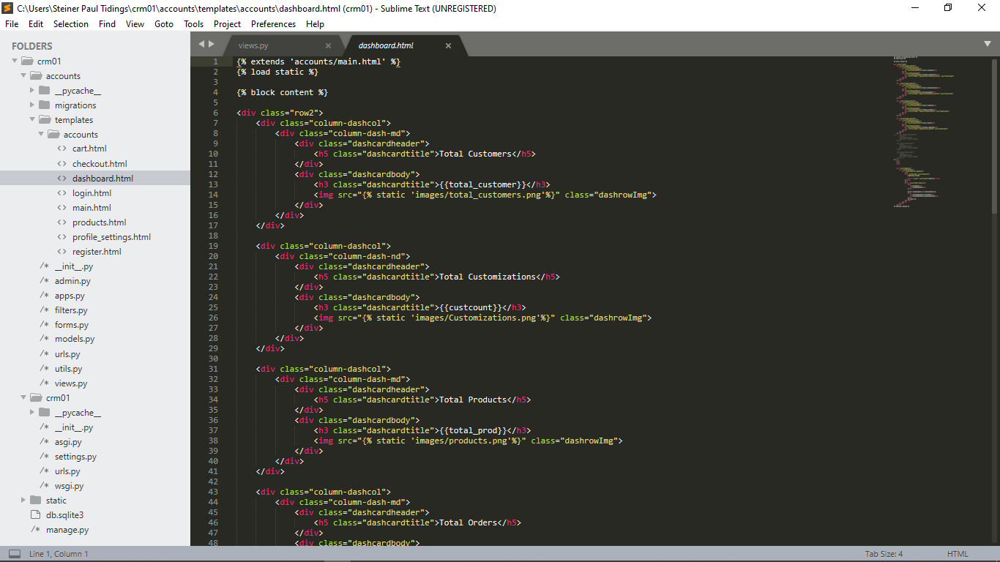 C:\Users\Steiner Paul Tidings\crm01\accounts\templates\accounts\dashboard.html (crm01) - Sublime Text (UNREGISTERED)
File Edit Selection Find View Goto Tools Project Preferences Help
FOLDERS
crm01
accounts
__pycache__
migrations
templates
accounts
<> cart.html
<> checkout.html
<> dashboard.html
<> login.html
<> main.html
<> products.html
<> profile_settings.html
<> register.html
/* __init__.py
/* admin.py
/* apps.py
/* filters.py
/* forms.py
/* models.py
/* urls.py
/* utils.py
/* views.py
crm01
__pycache__
/* __init__.py
/* asgi.py
/* settings.py
/* urls.py
/* wsgi.py
static
db.sqlite3
/* manage.py
views.py × dashboard.html ×
1 {% extends 'accounts/main.html' %}
2 {% load static %}
3
4 {% block content %}
5
6 <div class="row2">
7 <div class="column-dashcol">
8 <div class="column-dash-md">
9 <div class="dashcardheader">
10 <h5 class="dashcardtitle">Total Customers</h5>
11 </div>
12 <div class="dashcardbody">
13 <h3 class="dashcardtitle">{{total_customer}}</h3>
14 <img src="{% static 'images/total_customers.png'%}" class="dashrowImg">
15 </div>
16 </div>
17 </div>
18
19 <div class="column-dashcol">
20 <div class="column-dash-nd">
21 <div class="dashcardheader">
22 <h5 class="dashcardtitle">Total Customizations</h5>
23 </div>
24 <div class="dashcardbody">
25 <h3 class="dashcardtitle">{{custcount}}</h3>
26 <img src="{% static 'images/Customizations.png'%}" class="dashrowImg">
27 </div>
28 </div>
29 </div>
30
31 <div class="column-dashcol">
32 <div class="column-dash-md">
33 <div class="dashcardheader">
34 <h5 class="dashcardtitle">Total Products</h5>
35 </div>
36 <div class="dashcardbody">
37 <h3 class="dashcardtitle">{{total_prod}}</h3>
38 <img src="{% static 'images/products.png'%}" class="dashrowImg">
39 </div>
40 </div>
41 </div>
42
43 <div class="column-dashcol">
44 <div class="column-dash-md">
45 <div class="dashcardheader">
46 <h5 class="dashcardtitle">Total Orders</h5>
47 </div>
48 <div class="dashcardbody">
Line 1, Column 1 Tab Size: 4 HTML